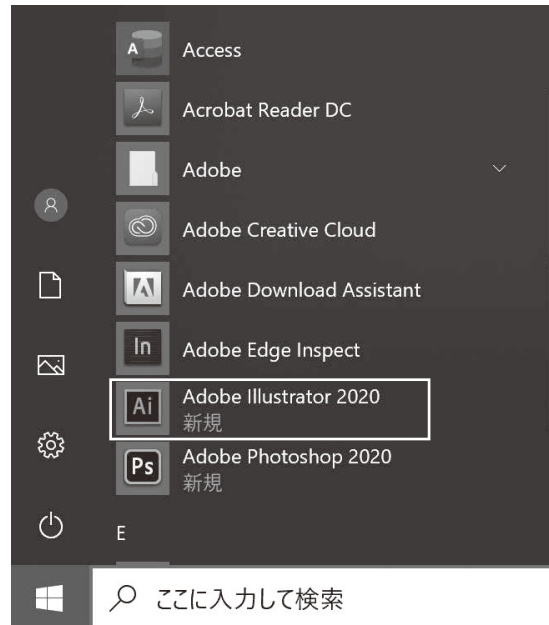 A
Access
Acrobat Reader DC
Adobe
Adobe Creative Cloud
Adobe Download Assistant
In
Adobe Edge Inspect
Ai
Adobe Illustrator 2020
新規
Ps
Adobe Photoshop 2020
新規
E
ここに入力して検索